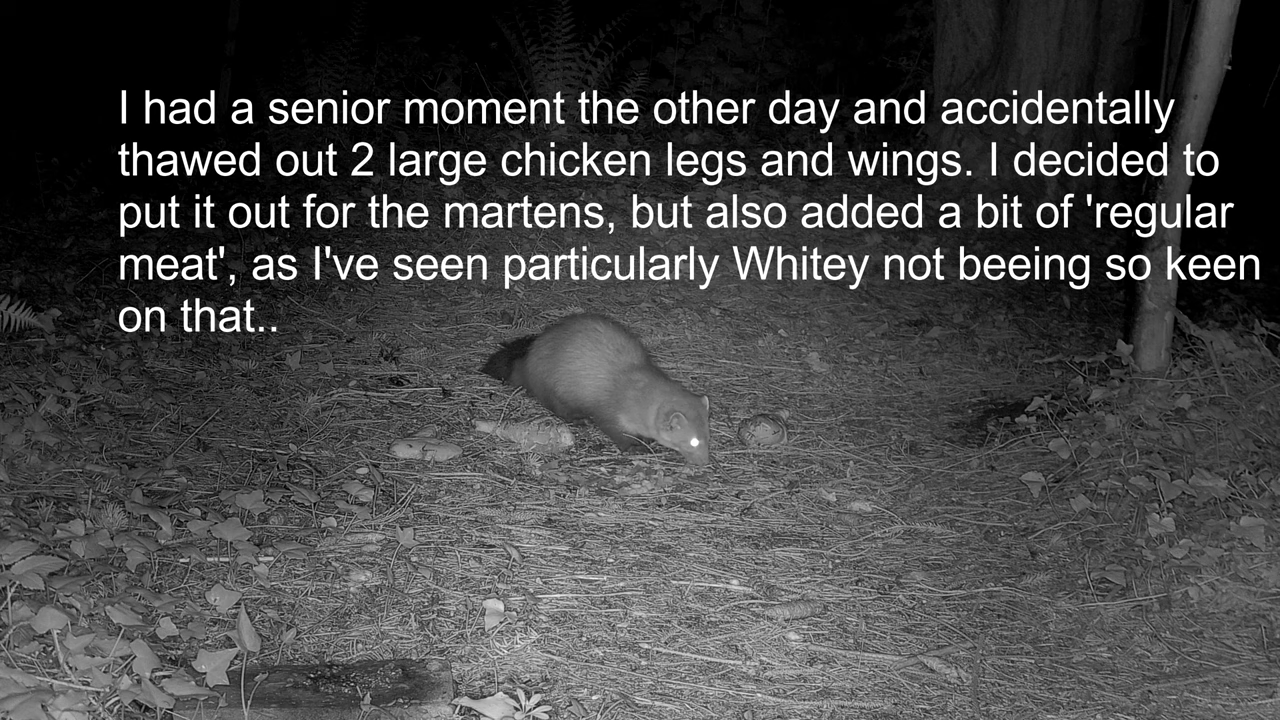 I had a senior moment the other day and accidentally
thawed out 2 large chicken legs and wings. I decided to
put it out for the martens, but also added a bit of 'regular
meat', as I've seen particularly Whitey not beeing so keen
on that..